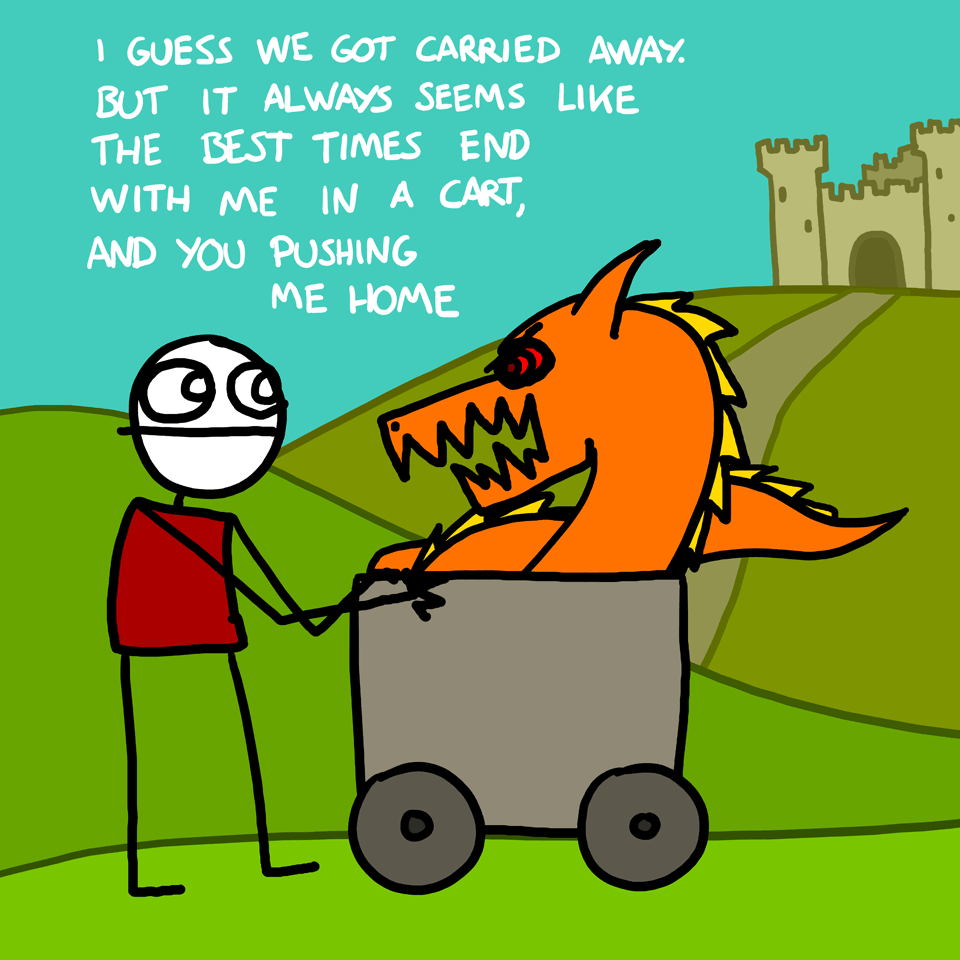 I GUESS WE GOT CARRIED AWAY.
BUT IT ALWAYS SEEMS LIKE
THE BEST TIMES END
WITH ME IN A CART,
AND YOU PUSHING
ME HOME